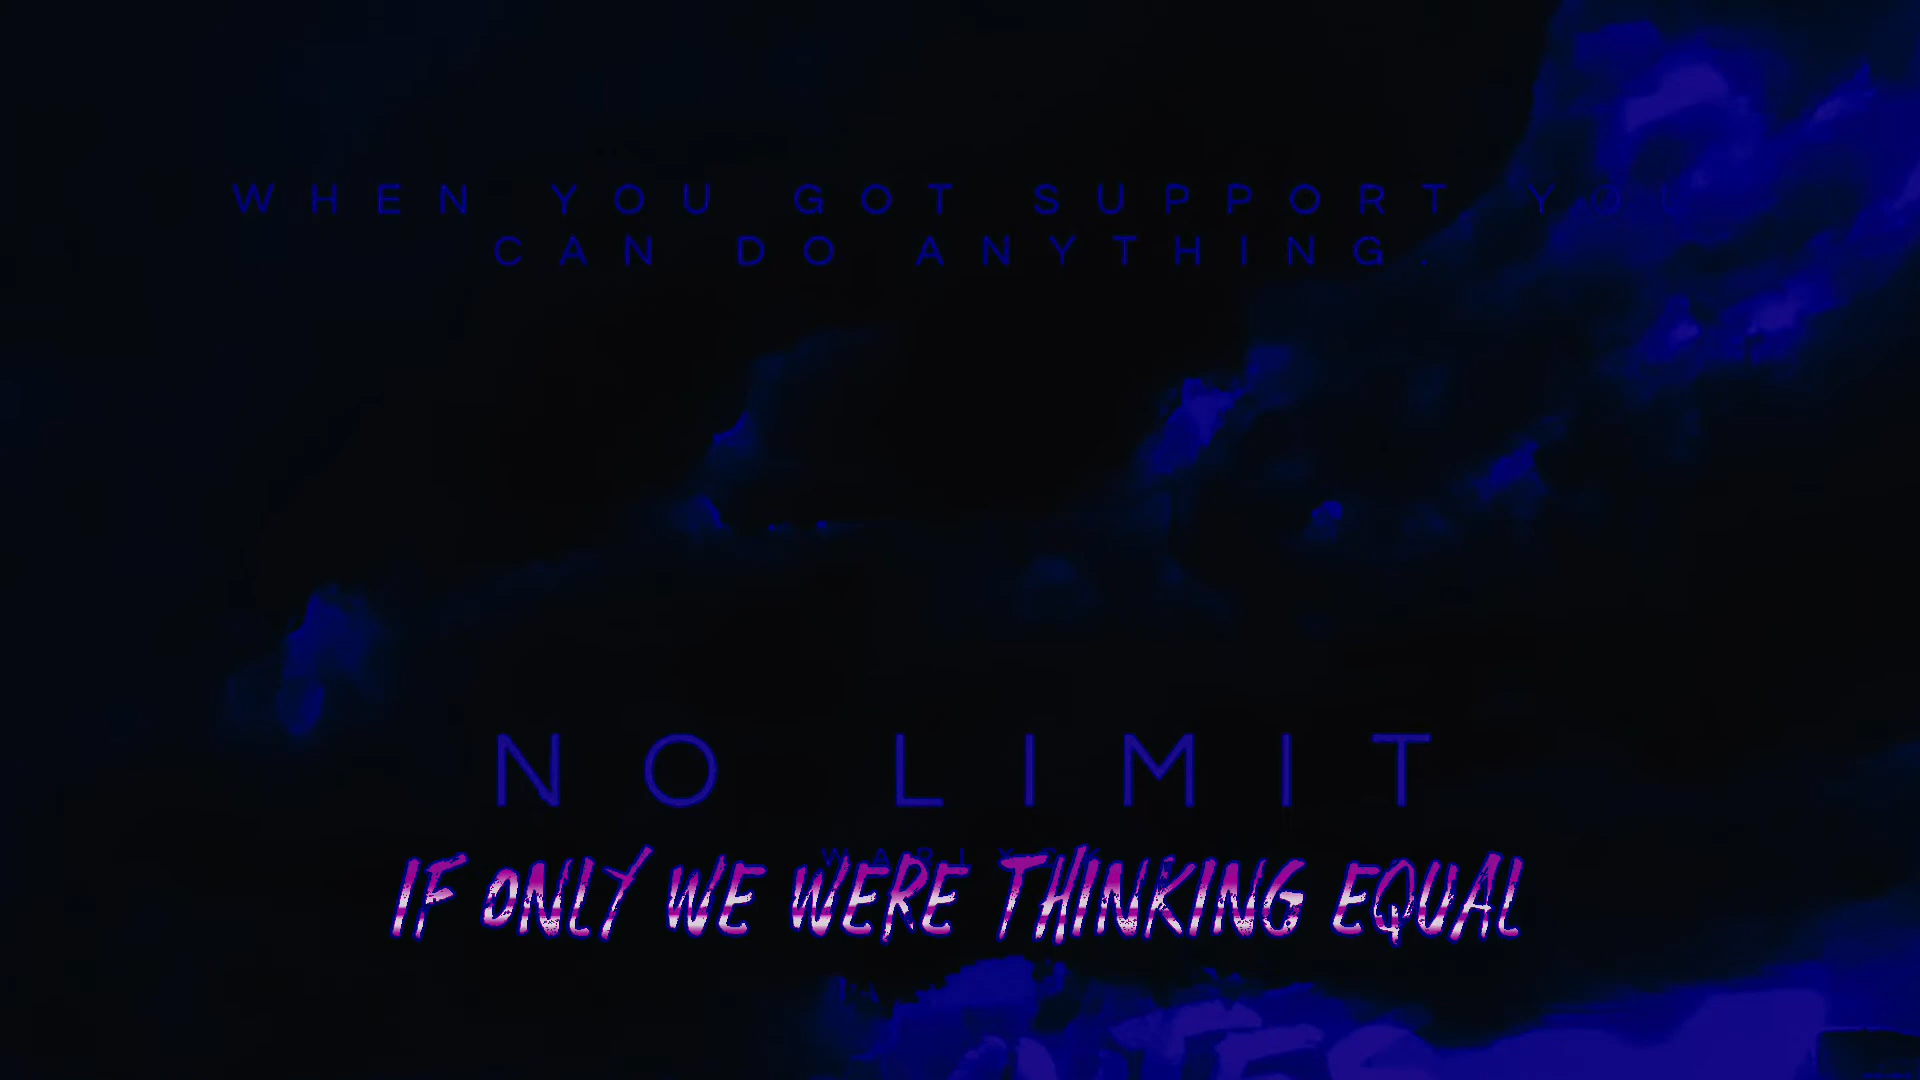 WHEN YOU GOT SUPPORT YOU
CAN DO ANYTHING.
NO LIMIT
IF ONLY WE WERE THINKING EQUAL